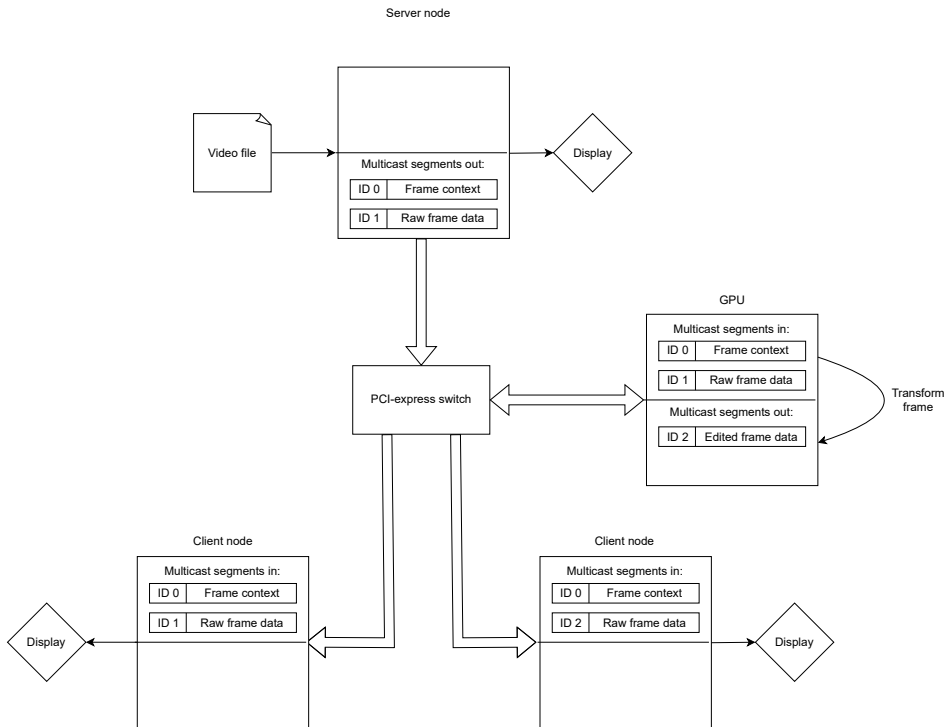 Server node
Video file
Display
Multicast segments out:
ID 0 Frame context
ID 1 Raw frame data
GPU
Multicast segments in:
ID 0 Frame context
ID 1 Raw frame data
Multicast segments out:
ID 2 Edited frame data
Transform
frame
PCI-express switch
Client node
Multicast segments in:
ID 0 Frame context
ID 1 Raw frame data
Display
Client node
Multicast segments in:
ID 0 Frame context
ID 2 Raw frame data
Display